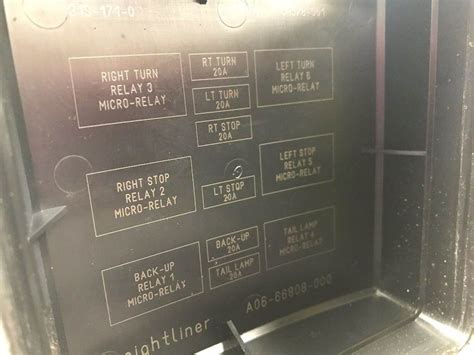 RIGHT TURN
RELAY 3
MICRO-RELAY
RT TURN
20A
LT TURN
20A
RT STOP
20A
LEFT TURN
RELAY 6
MICRO-RELAY
RIGHT STOP
RELAY 2
MICRO-RELAY
LT STOP
20A
LEFT STOP
RELAY 5
MICRO-RELAY
BACK-UP
RELAY 1
MICRO-RELAY
BACK-UP
20A
TAIL LAMP
20A
TAIL LAMP
RELAY 4
MICRO-RELAY
eightliner
A06-66808-000